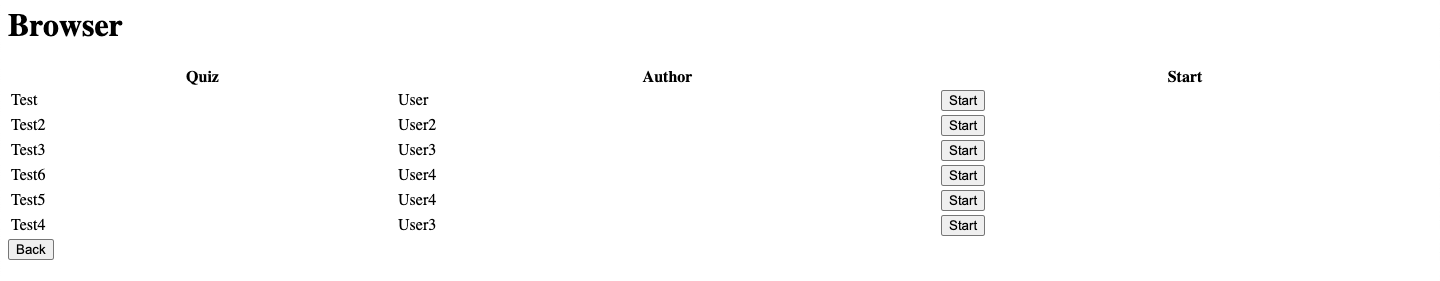 Browser
Quiz Author Start
Test User Start
Test2 User2 Start
Test3 User3 Start
Test6 User4 Start
Test5 User4 Start
Test4 User3 Start
Back